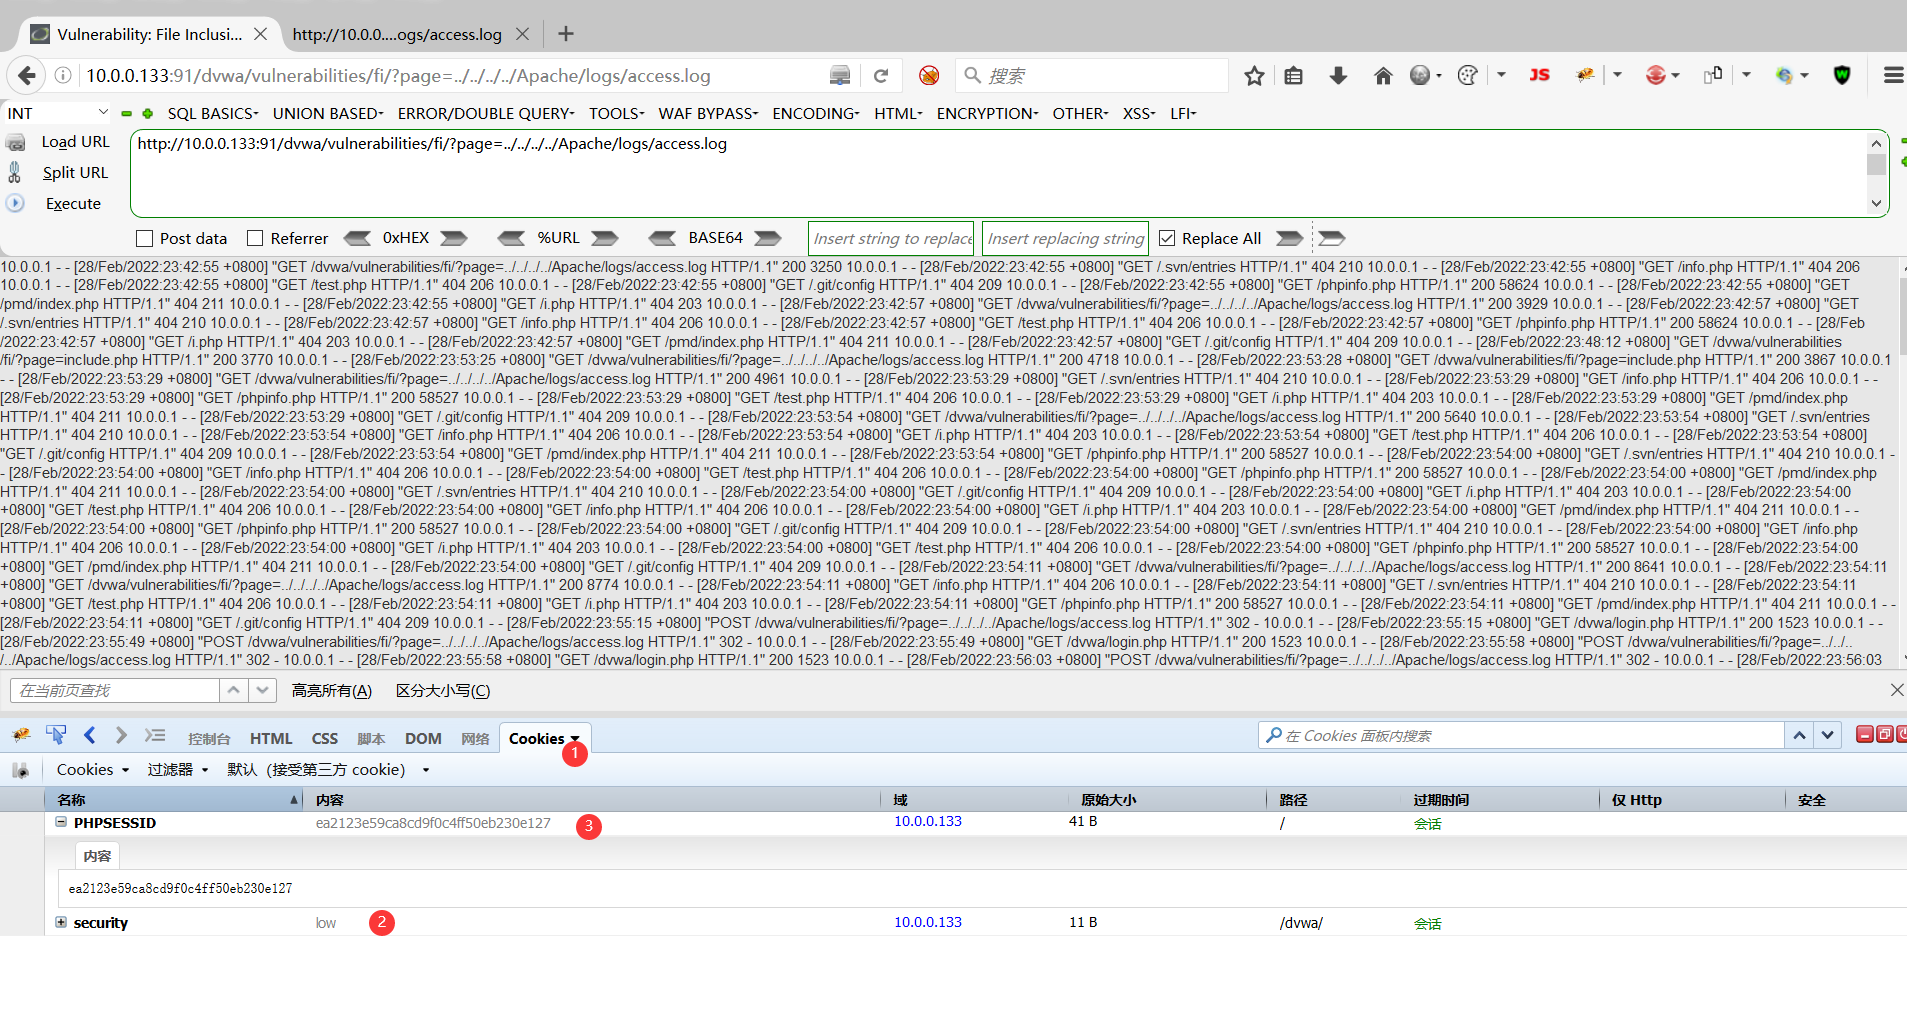 Vulnerability: File Inclusi...
http://10.0.0....ogs/access.log
10.0.0.133:91/dvwa/vulnerabilities/fi/?page=../../../../Apache/logs/access.log
搜索
JS
INT
SQL BASICS
UNION BASED
ERROR/DOUBLE QUERY
TOOLS
WAF BYPASS
ENCODING
HTML
ENCRYPTION
OTHER
XSS
LFI
Load URL
Split URL
Execute
http://10.0.0.133:91/dvwa/vulnerabilities/fi/?page=../../../../Apache/logs/access.log
Post data
Referrer
0xHEX
%URL
BASE64
Insert string to replace
Insert replacing string
Replace All
10.0.0.1 - - [28/Feb/2022:23:42:55 +0800] "GET /dvwa/vulnerabilities/fi/?page=../../../../Apache/logs/access.log HTTP/1.1" 200 3250 10.0.0.1 - - [28/Feb/2022:23:42:55 +0800] "GET /.svn/entries HTTP/1.1" 404 210 10.0.0.1 - - [28/Feb/2022:23:42:55 +0800] "GET /info.php HTTP/1.1" 404 206
10.0.0.1 - - [28/Feb/2022:23:42:55 +0800] "GET /test.php HTTP/1.1" 404 206 10.0.0.1 - - [28/Feb/2022:23:42:55 +0800] "GET /.git/config HTTP/1.1" 404 209 10.0.0.1 - - [28/Feb/2022:23:42:55 +0800] "GET /phpinfo.php HTTP/1.1" 200 58624 10.0.0.1 - - [28/Feb/2022:23:42:55 +0800] "GET
/pmd/index.php HTTP/1.1" 404 211 10.0.0.1 - - [28/Feb/2022:23:42:55 +0800] "GET /i.php HTTP/1.1" 404 203 10.0.0.1 - - [28/Feb/2022:23:42:57 +0800] "GET /dvwa/vulnerabilities/fi/?page=../../../../Apache/logs/access.log HTTP/1.1" 200 3929 10.0.0.1 - - [28/Feb/2022:23:42:57 +0800] "GET
/.svn/entries HTTP/1.1" 404 210 10.0.0.1 - - [28/Feb/2022:23:42:57 +0800] "GET /info.php HTTP/1.1" 404 206 10.0.0.1 - - [28/Feb/2022:23:42:57 +0800] "GET /test.php HTTP/1.1" 404 206 10.0.0.1 - - [28/Feb/2022:23:42:57 +0800] "GET /phpinfo.php HTTP/1.1" 200 58624 10.0.0.1 - - [28/Feb
/2022:23:42:57 +0800] "GET /i.php HTTP/1.1" 404 203 10.0.0.1 - - [28/Feb/2022:23:42:57 +0800] "GET /pmd/index.php HTTP/1.1" 404 211 10.0.0.1 - - [28/Feb/2022:23:42:57 +0800] "GET /.git/config HTTP/1.1" 404 209 10.0.0.1 - - [28/Feb/2022:23:48:12 +0800] "GET /dvwa/vulnerabilities
/fi/?page=include.php HTTP/1.1" 200 3770 10.0.0.1 - - [28/Feb/2022:23:53:25 +0800] "GET /dvwa/vulnerabilities/fi/?page=../../../../Apache/logs/access.log HTTP/1.1" 200 4718 10.0.0.1 - - [28/Feb/2022:23:53:28 +0800] "GET /dvwa/vulnerabilities/fi/?page=include.php HTTP/1.1" 200 3867 10.0.0.1
- - [28/Feb/2022:23:53:29 +0800] "GET /dvwa/vulnerabilities/fi/?page=../../../../Apache/logs/access.log HTTP/1.1" 200 4961 10.0.0.1 - - [28/Feb/2022:23:53:29 +0800] "GET /.svn/entries HTTP/1.1" 404 210 10.0.0.1 - - [28/Feb/2022:23:53:29 +0800] "GET /info.php HTTP/1.1" 404 206 10.0.0.1 - -
[28/Feb/2022:23:53:29 +0800] "GET /phpinfo.php HTTP/1.1" 200 58527 10.0.0.1 - - [28/Feb/2022:23:53:29 +0800] "GET /test.php HTTP/1.1" 404 206 10.0.0.1 - - [28/Feb/2022:23:53:29 +0800] "GET /i.php HTTP/1.1" 404 203 10.0.0.1 - - [28/Feb/2022:23:53:29 +0800] "GET /pmd/index.php
HTTP/1.1" 404 211 10.0.0.1 - - [28/Feb/2022:23:53:29 +0800] "GET /.git/config HTTP/1.1" 404 209 10.0.0.1 - - [28/Feb/2022:23:53:54 +0800] "GET /dvwa/vulnerabilities/fi/?page=../../../../Apache/logs/access.log HTTP/1.1" 200 5640 10.0.0.1 - - [28/Feb/2022:23:53:54 +0800] "GET /.svn/entries
HTTP/1.1" 404 210 10.0.0.1 - - [28/Feb/2022:23:53:54 +0800] "GET /info.php HTTP/1.1" 404 206 10.0.0.1 - - [28/Feb/2022:23:53:54 +0800] "GET /i.php HTTP/1.1" 404 203 10.0.0.1 - - [28/Feb/2022:23:53:54 +0800] "GET /test.php HTTP/1.1" 404 206 10.0.0.1 - - [28/Feb/2022:23:53:54 +0800]
"GET /.git/config HTTP/1.1" 404 209 10.0.0.1 - - [28/Feb/2022:23:53:54 +0800] "GET /pmd/index.php HTTP/1.1" 404 211 10.0.0.1 - - [28/Feb/2022:23:53:54 +0800] "GET /phpinfo.php HTTP/1.1" 200 58527 10.0.0.1 - - [28/Feb/2022:23:54:00 +0800] "GET /.svn/entries HTTP/1.1" 404 210 10.0.0.1 -
- [28/Feb/2022:23:54:00 +0800] "GET /info.php HTTP/1.1" 404 206 10.0.0.1 - - [28/Feb/2022:23:54:00 +0800] "GET /test.php HTTP/1.1" 404 206 10.0.0.1 - - [28/Feb/2022:23:54:00 +0800] "GET /phpinfo.php HTTP/1.1" 200 58527 10.0.0.1 - - [28/Feb/2022:23:54:00 +0800] "GET /pmd/index.php
HTTP/1.1" 404 211 10.0.0.1 - - [28/Feb/2022:23:54:00 +0800] "GET /.svn/entries HTTP/1.1" 404 210 10.0.0.1 - - [28/Feb/2022:23:54:00 +0800] "GET /.git/config HTTP/1.1" 404 209 10.0.0.1 - - [28/Feb/2022:23:54:00 +0800] "GET /i.php HTTP/1.1" 404 203 10.0.0.1 - - [28/Feb/2022:23:54:00
+0800] "GET /test.php HTTP/1.1" 404 206 10.0.0.1 - - [28/Feb/2022:23:54:00 +0800] "GET /info.php HTTP/1.1" 404 206 10.0.0.1 - - [28/Feb/2022:23:54:00 +0800] "GET /i.php HTTP/1.1" 404 203 10.0.0.1 - - [28/Feb/2022:23:54:00 +0800] "GET /pmd/index.php HTTP/1.1" 404 211 10.0.0.1 - -
[28/Feb/2022:23:54:00 +0800] "GET /phpinfo.php HTTP/1.1" 200 58527 10.0.0.1 - - [28/Feb/2022:23:54:00 +0800] "GET /.git/config HTTP/1.1" 404 209 10.0.0.1 - - [28/Feb/2022:23:54:00 +0800] "GET /.svn/entries HTTP/1.1" 404 210 10.0.0.1 - - [28/Feb/2022:23:54:00 +0800] "GET /info.php
HTTP/1.1" 404 206 10.0.0.1 - - [28/Feb/2022:23:54:00 +0800] "GET /i.php HTTP/1.1" 404 203 10.0.0.1 - - [28/Feb/2022:23:54:00 +0800] "GET /test.php HTTP/1.1" 404 206 10.0.0.1 - - [28/Feb/2022:23:54:00 +0800] "GET /phpinfo.php HTTP/1.1" 200 58527 10.0.0.1 - - [28/Feb/2022:23:54:00
+0800] "GET /pmd/index.php HTTP/1.1" 404 211 10.0.0.1 - - [28/Feb/2022:23:54:00 +0800] "GET /.git/config HTTP/1.1" 404 209 10.0.0.1 - - [28/Feb/2022:23:54:11 +0800] "GET /dvwa/vulnerabilities/fi/?page=../../../../Apache/logs/access.log HTTP/1.1" 200 8641 10.0.0.1 - - [28/Feb/2022:23:54:11
+0800] "GET /dvwa/vulnerabilities/fi/?page=../../../../Apache/logs/access.log HTTP/1.1" 200 8774 10.0.0.1 - - [28/Feb/2022:23:54:11 +0800] "GET /info.php HTTP/1.1" 404 206 10.0.0.1 - - [28/Feb/2022:23:54:11 +0800] "GET /.svn/entries HTTP/1.1" 404 210 10.0.0.1 - - [28/Feb/2022:23:54:11
+0800] "GET /test.php HTTP/1.1" 404 206 10.0.0.1 - - [28/Feb/2022:23:54:11 +0800] "GET /i.php HTTP/1.1" 404 203 10.0.0.1 - - [28/Feb/2022:23:54:11 +0800] "GET /phpinfo.php HTTP/1.1" 200 58527 10.0.0.1 - - [28/Feb/2022:23:54:11 +0800] "GET /pmd/index.php HTTP/1.1" 404 211 10.0.0.1 - -
[28/Feb/2022:23:54:11 +0800] "GET /.git/config HTTP/1.1" 404 209 10.0.0.1 - - [28/Feb/2022:23:55:15 +0800] "POST /dvwa/vulnerabilities/fi/?page=../../../../Apache/logs/access.log HTTP/1.1" 302 - 10.0.0.1 - - [28/Feb/2022:23:55:15 +0800] "GET /dvwa/login.php HTTP/1.1" 200 1523 10.0.0.1 - -
[28/Feb/2022:23:55:49 +0800] "POST /dvwa/vulnerabilities/fi/?page=../../../../Apache/logs/access.log HTTP/1.1" 302 - 10.0.0.1 - - [28/Feb/2022:23:55:49 +0800] "GET /dvwa/login.php HTTP/1.1" 200 1523 10.0.0.1 - - [28/Feb/2022:23:55:58 +0800] "POST /dvwa/vulnerabilities/fi/?page=../../..
/../Apache/logs/access.log HTTP/1.1" 302 - 10.0.0.1 - - [28/Feb/2022:23:55:58 +0800] "GET /dvwa/login.php HTTP/1.1" 200 1523 10.0.0.1 - - [28/Feb/2022:23:56:03 +0800] "POST /dvwa/vulnerabilities/fi/?page=../../../../Apache/logs/access.log HTTP/1.1" 302 - 10.0.0.1 - - [28/Feb/2022:23:56:03
在当前页查找
高亮所有(A)
区分大小写(C)
控制台
HTML
CSS
脚本
DOM
网络
Cookies
1
在 Cookies 面板内搜索
Cookies
过滤器
默认（接受第三方 cookie）
名称
内容
域
原始大小
路径
过期时间
仅 Http
安全
PHPSESSID
ea2123e59ca8cd9f0c4ff50eb230e127
3
10.0.0.133
41 B
/
会话
内容
ea2123e59ca8cd9f0c4ff50eb230e127
security
low
2
10.0.0.133
11 B
/dvwa/
会话